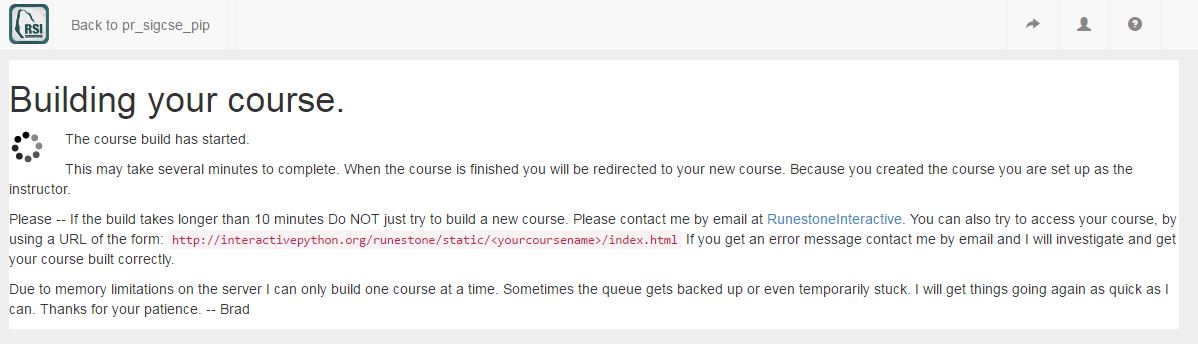 RSI
Back to pr_sigcse_pip
Building your course.
The course build has started.
This may take several minutes to complete. When the course is finished you will be redirected to your new course. Because you created the course you are set up as the
instructor.
Please -- If the build takes longer than 10 minutes Do NOT just try to build a new course. Please contact me by email at RunestoneInteractive. You can also try to access your course, by
using a URL of the form: http://interactivepython.org/runestone/static/<yourcoursename>/index.html If you get an error message contact me by email and I will investigate and get
your course built correctly.
Due to memory limitations on the server I can only build one course at a time. Sometimes the queue gets backed up or even temporarily stuck. I will get things going again as quick as I
can. Thanks for your patience. -- Brad